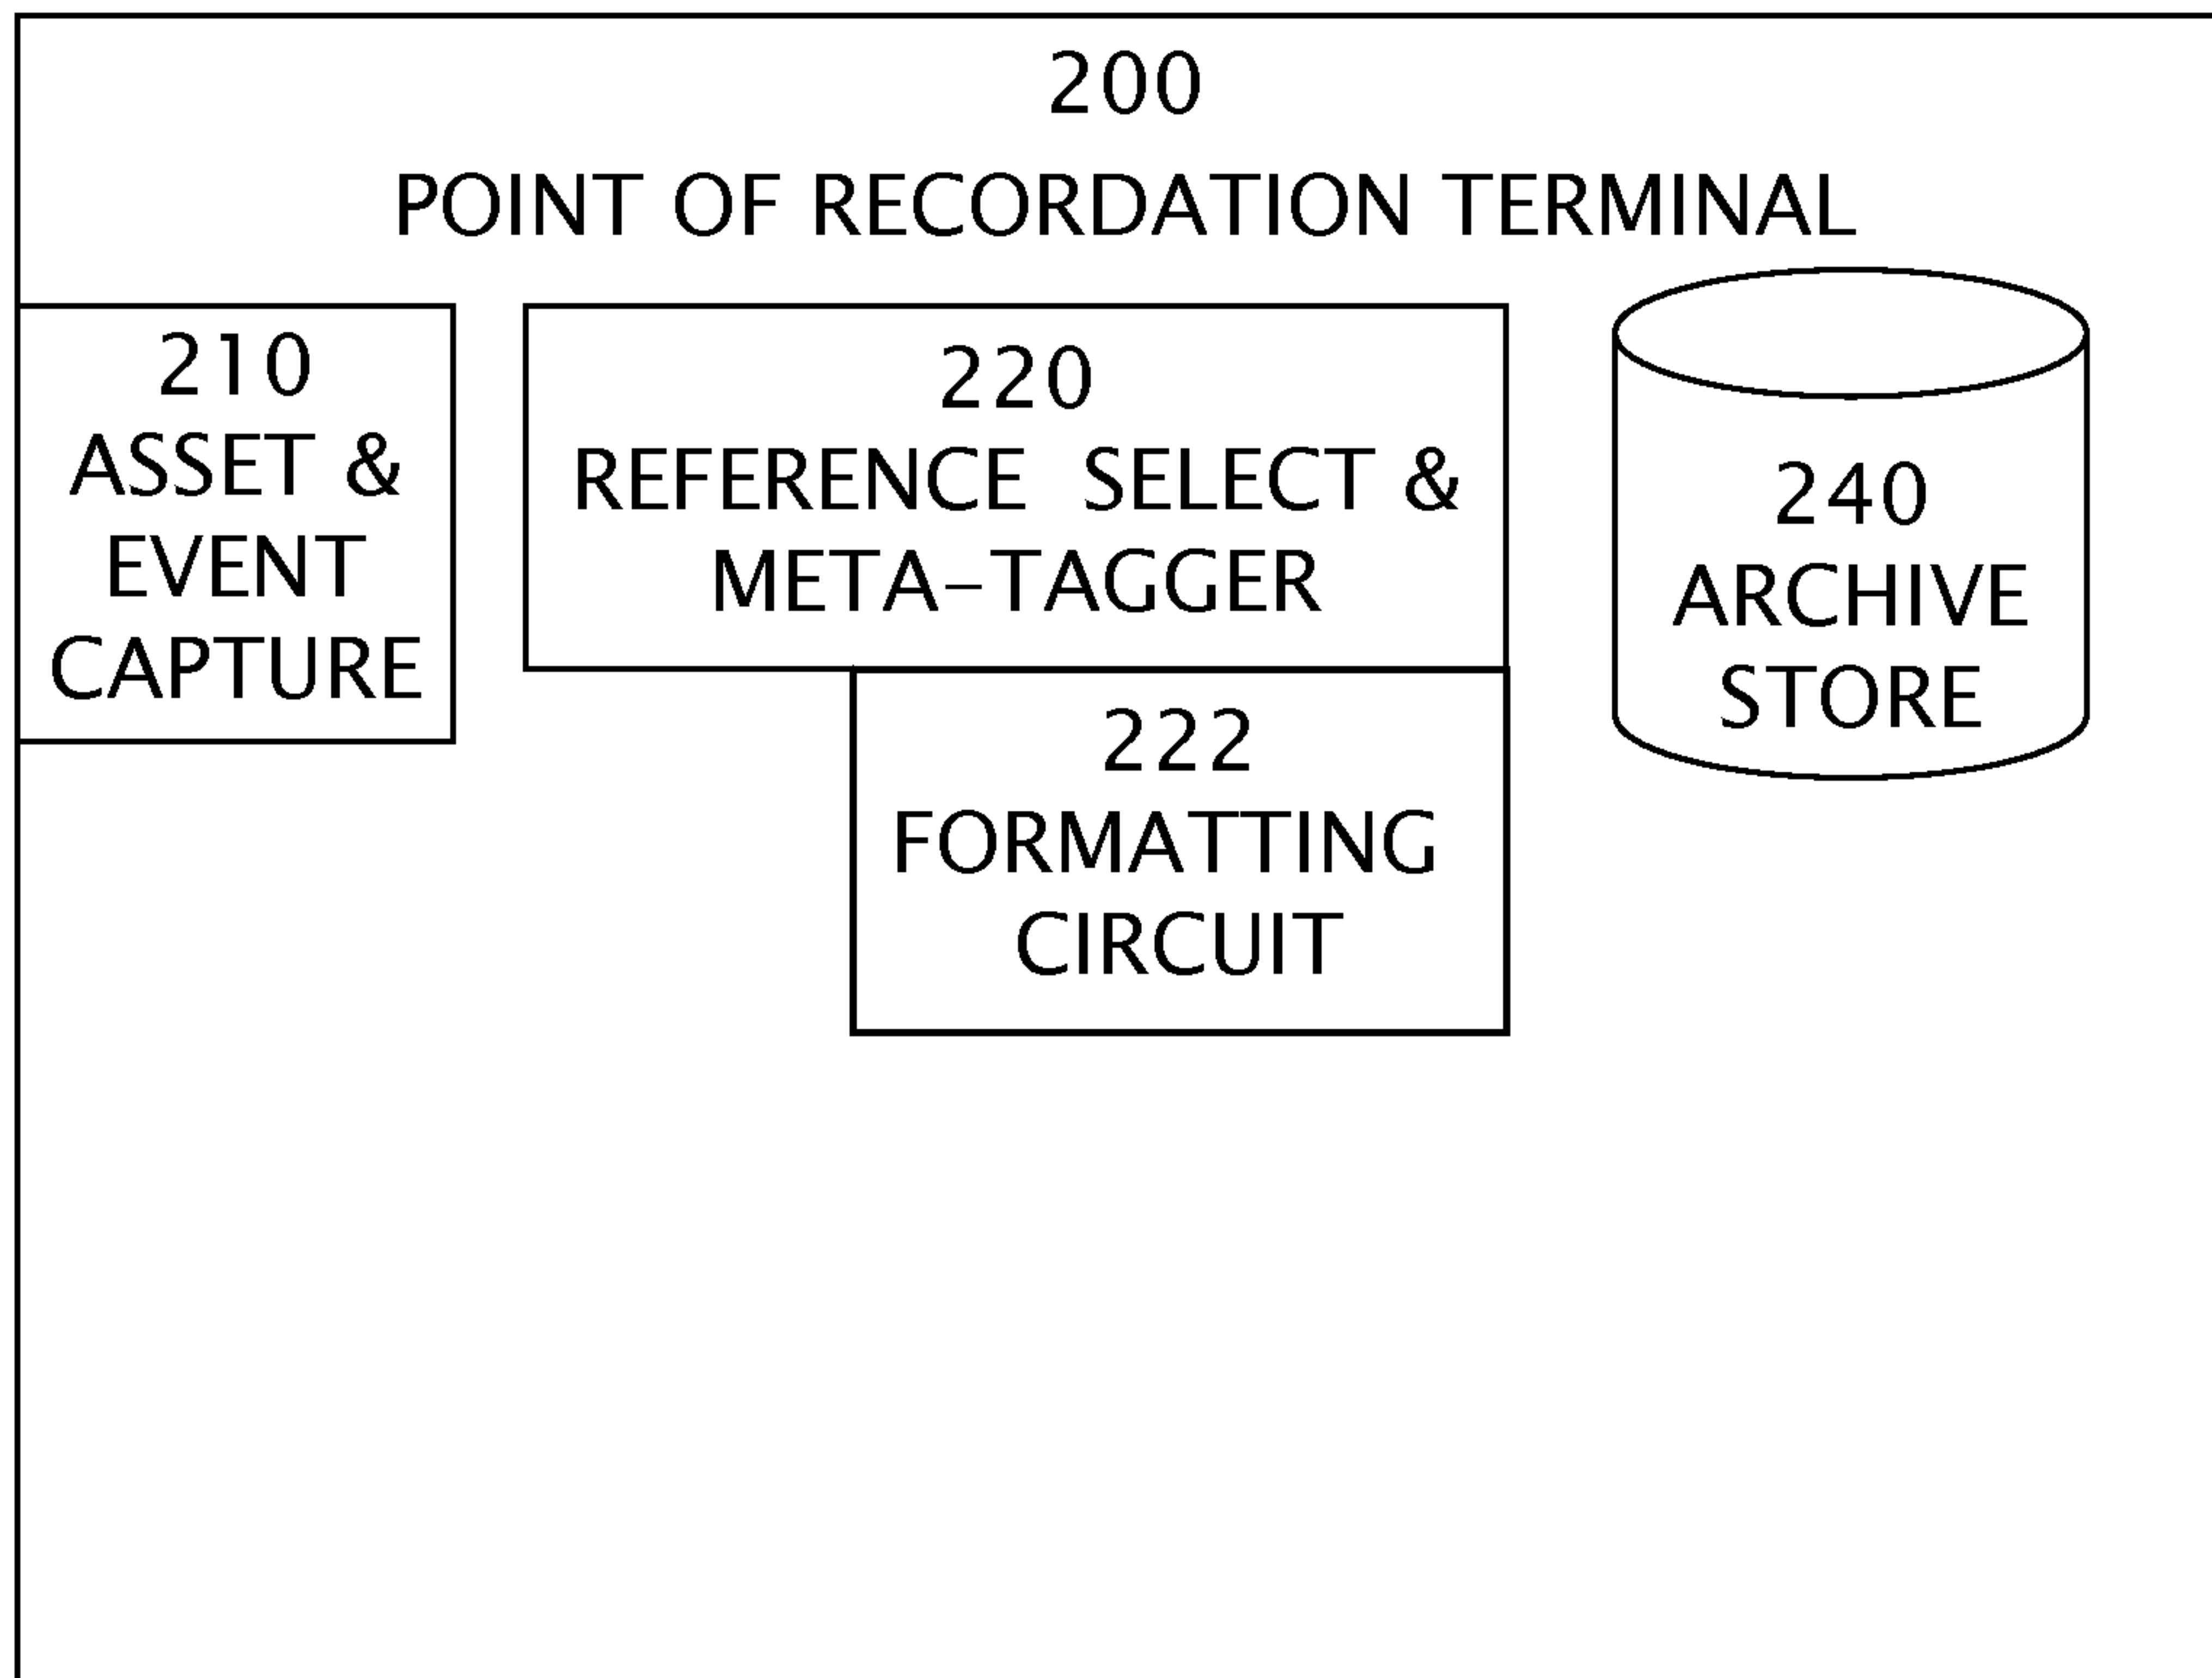 200
POINT OF RECORDATION TERMINAL
210
ASSET &
EVENT
CAPTURE
220
REFERENCE SELECT &
META-TAGGER
222
FORMATTING
CIRCUIT
240
ARCHIVE
STORE